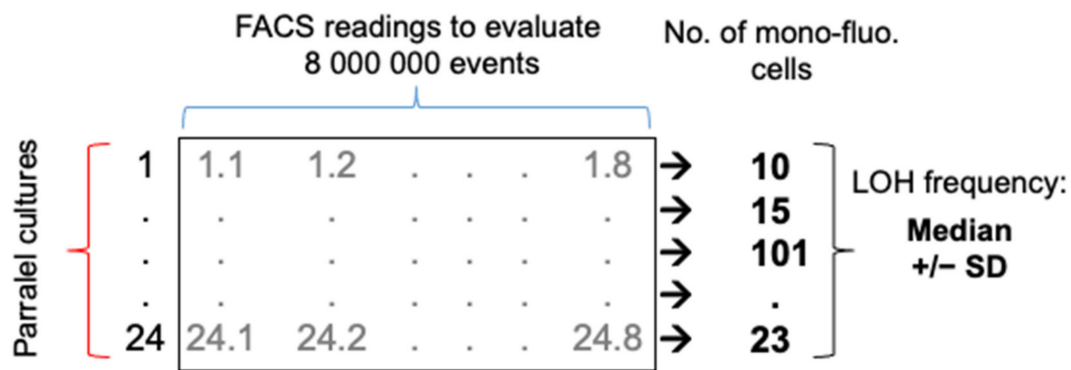 FACS readings to evaluate
8 000 000 events
No. of mono-fluo.
cells
Parralel cultures
1 1.1 1.2 . . . 1.8 → 10
. . . . . . . → 15
. . . . . . . → 101
. . . . . . . → .
24 24.1 24.2 . . . 24.8 → 23
LOH frequency:
Median
+/− SD